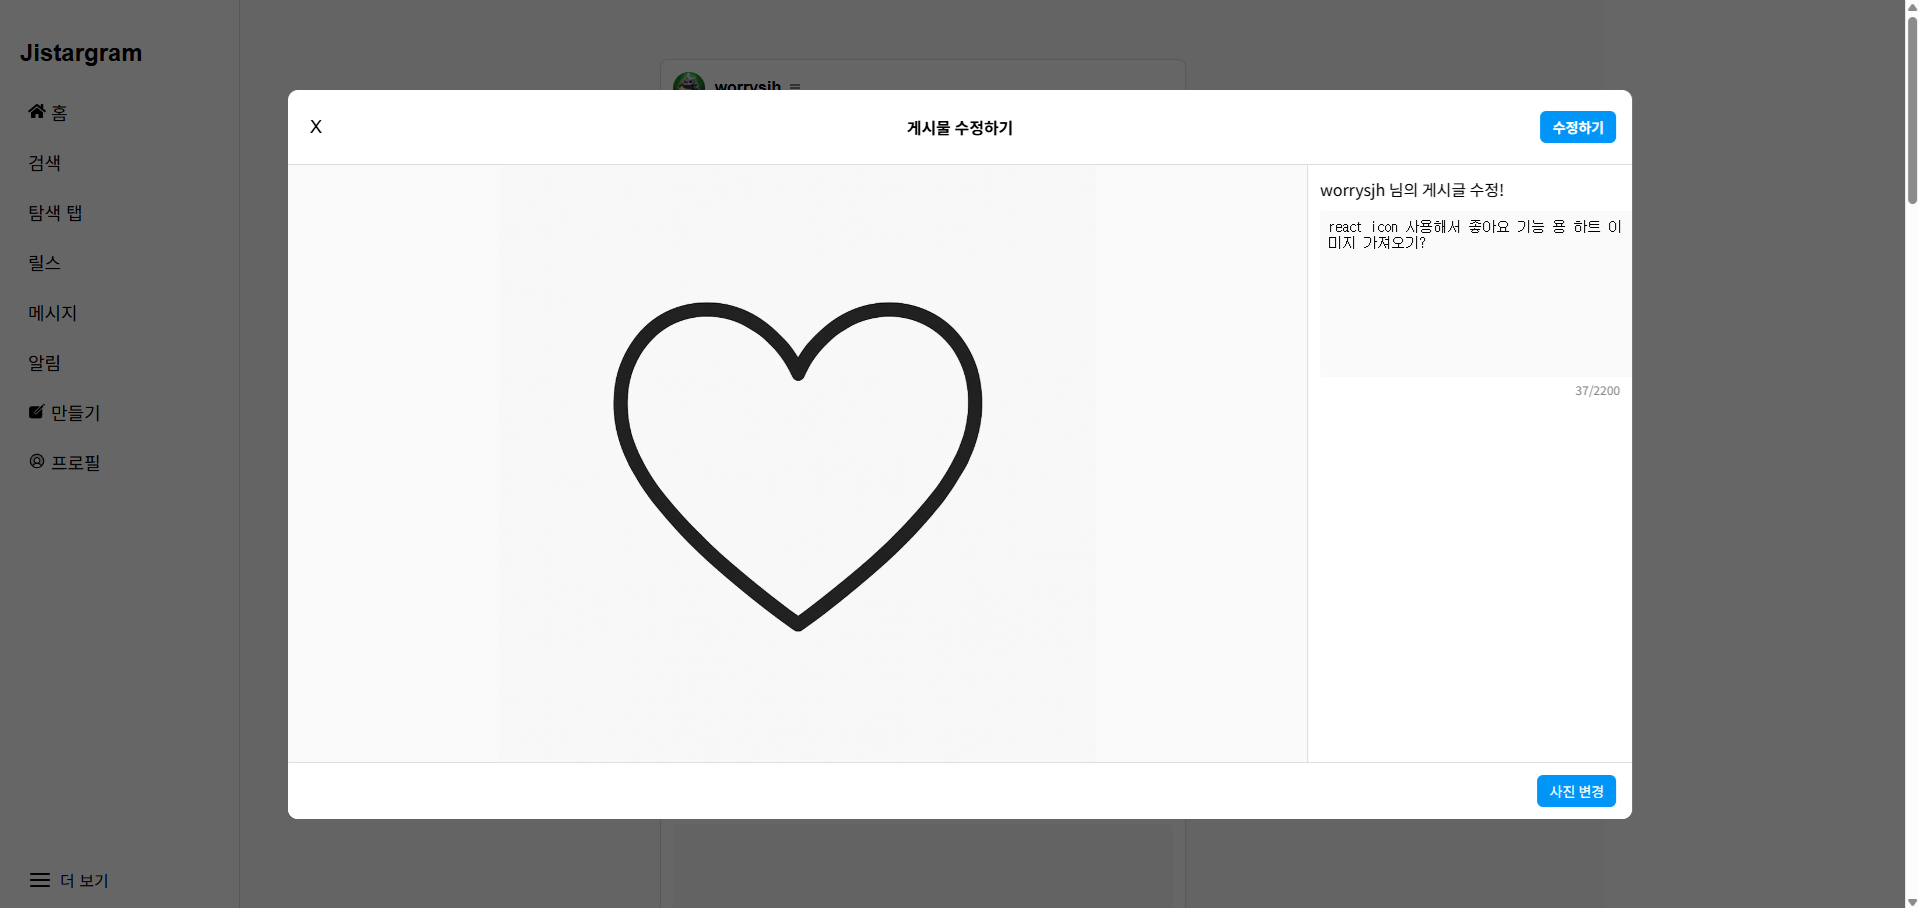 Jistargram
홈
검색
탐색 탭
릴스
메시지
알림
만들기
프로필
더 보기
worrysjh
X
게시물 수정하기
수정하기
worrysjh 님의 게시글 수정!
react icon 사용해서 좋아요 기능 용 하트 이
미지 가져오기?
37/2200
사진 변경